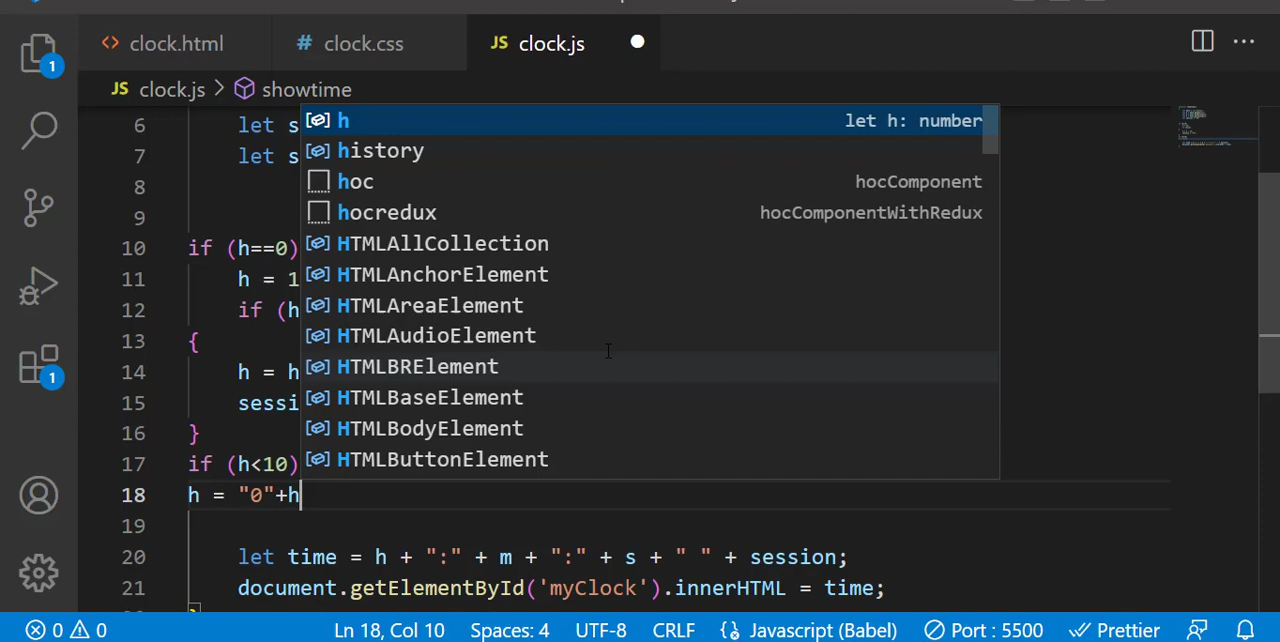 clock.html
# clock.css
JS clock.js
JS clock.js > showtime
1
6 let s
7 let s
8
9
10 if (h==0)
11 h = 1
12 if (h
13 {
14 h = h
15 sessi
16 }
17 if (h<10)
18 h = "0"+h
19
20 let time = h + ":" + m + ":" + s + " " + session;
21 document.getElementById('myClock').innerHTML = time;
h let h: number
history
hoc hocComponent
hocredux hocComponentWithRedux
HTMLAllCollection
HTMLAnchorElement
HTMLAreaElement
HTMLAudioElement
HTMLBRElement
HTMLBaseElement
HTMLBodyElement
HTMLButtonElement
1
0 0 Ln 18, Col 10 Spaces: 4 UTF-8 CRLF Javascript (Babel) Port : 5500 Prettier